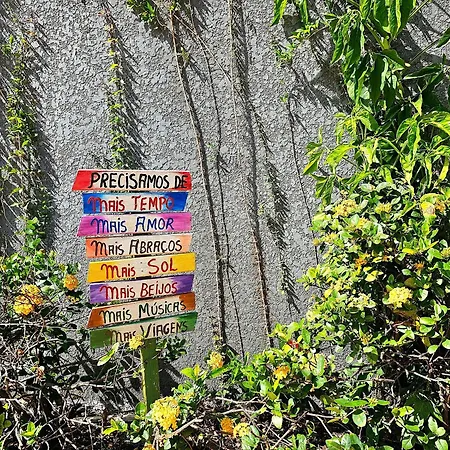 PRECISAMOS DE
MAIS TEMPO
MAIS AMOR
MAIS ABRAÇOS
MAIS SOL
MAIS BEIJOS
MAIS MÚSICAS
MAIS VIAGENS